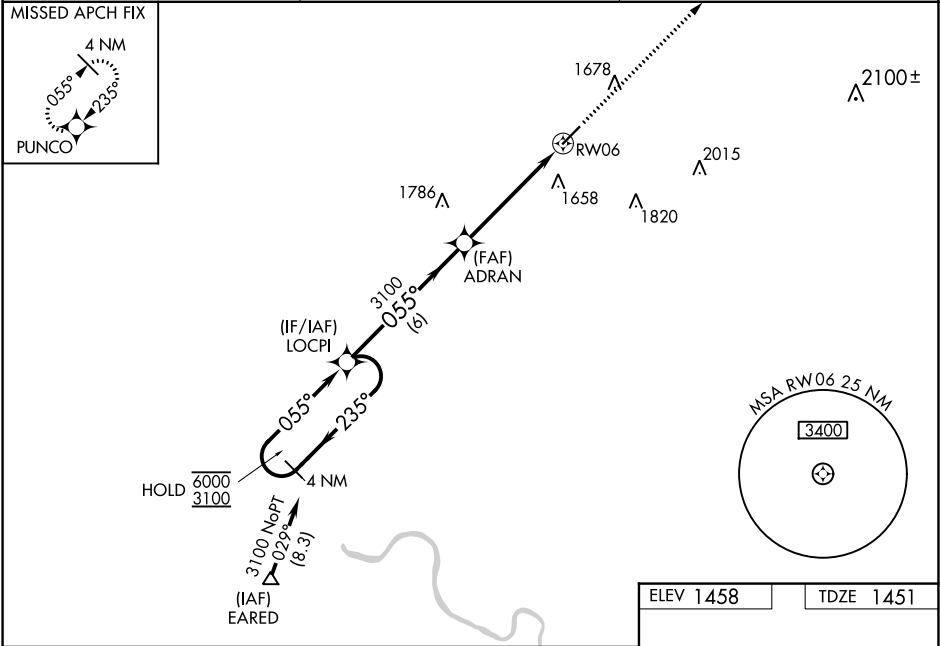 MISSED APCH FIX
4 NM
055°
235°
PUNCO
1678
2100±
RW06
2015
1786
1658
1820
(FAF)
ADRAN
3100
055°
(6)
(IF/IAF)
LOCPI
055°
235°
MSA RW06 25 NM
3400
HOLD
6000
3100
4 NM
3100 NoPT
029°
(8.3)
(IAF)
EARED
ELEV 1458
TDZE 1451